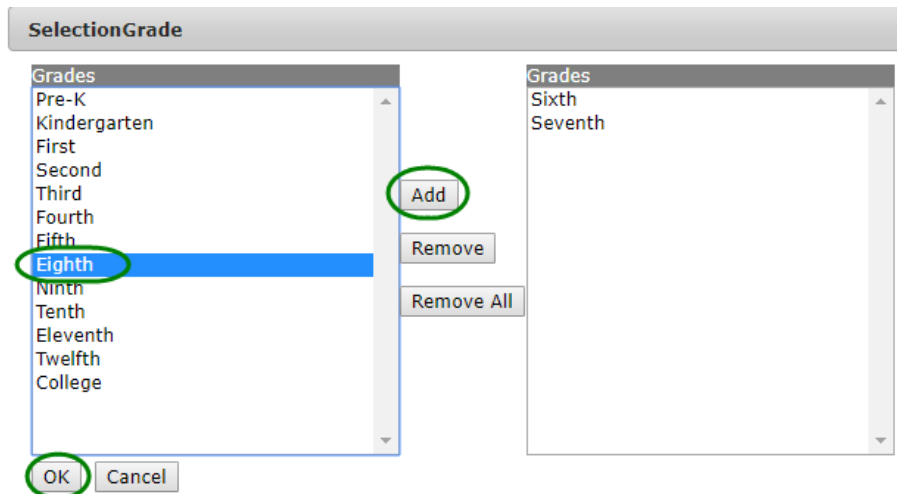 SelectionGrade
Grades
Pre-K
Kindergarten
First
Second
Third
Fourth
Fifth
Eighth
Ninth
Tenth
Eleventh
Twelfth
College
Add
Remove
Remove All
Grades
Sixth
Seventh
OK Cancel